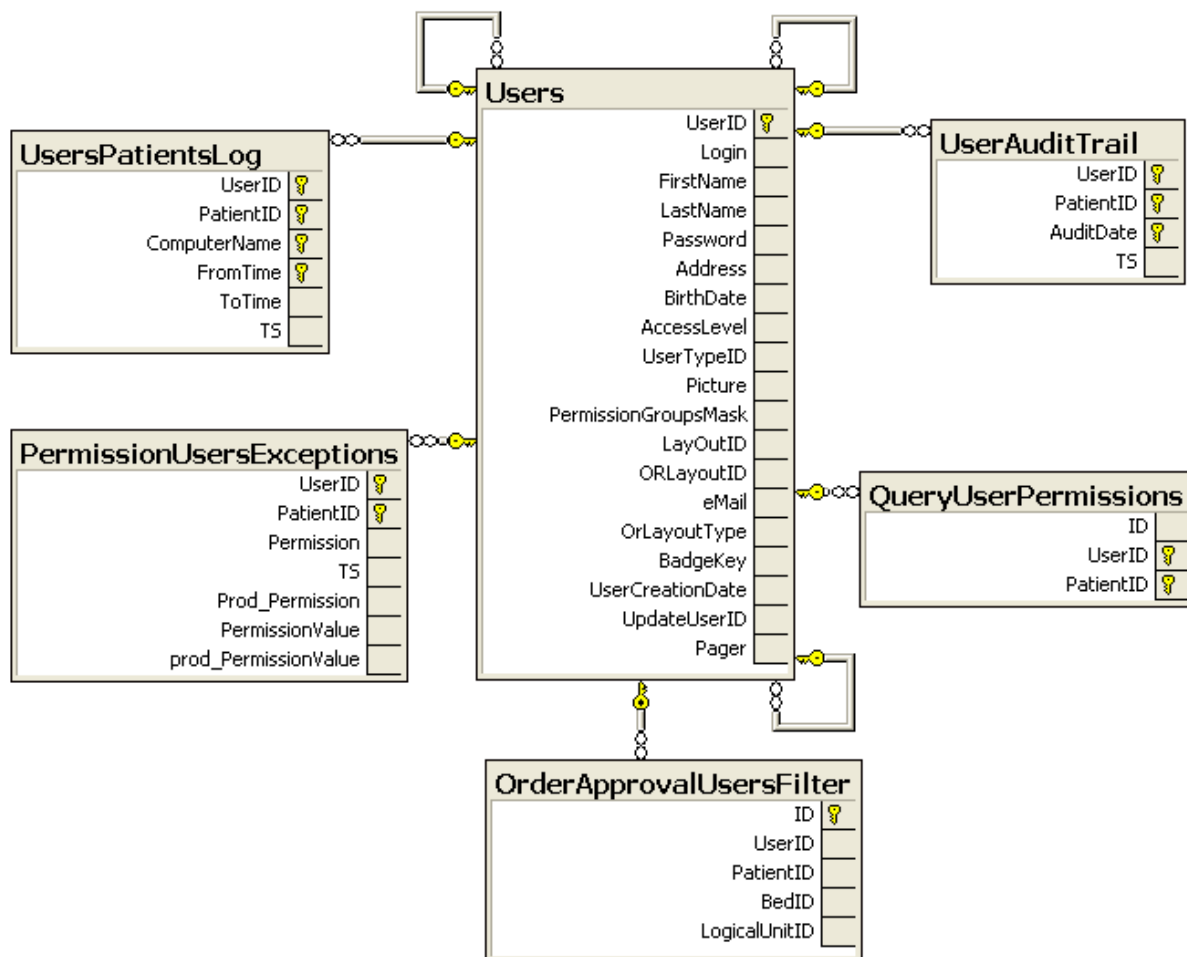 Users
UserID
Login
FirstName
LastName
Password
Address
BirthDate
AccessLevel
UserTypeID
Picture
PermissionGroupsMask
LayOutID
ORLayoutID
eMail
OrLayoutType
BadgeKey
UserCreationDate
UpdateUserID
Pager
UsersPatientsLog
UserID
PatientID
ComputerName
FromTime
ToTime
TS
UserAuditTrail
UserID
PatientID
AuditDate
TS
PermissionUsersExceptions
UserID
PatientID
Permission
TS
Prod_Permission
PermissionValue
prod_PermissionValue
QueryUserPermissions
ID
UserID
PatientID
OrderApprovalUsersFilter
ID
UserID
PatientID
BedID
LogicalUnitID